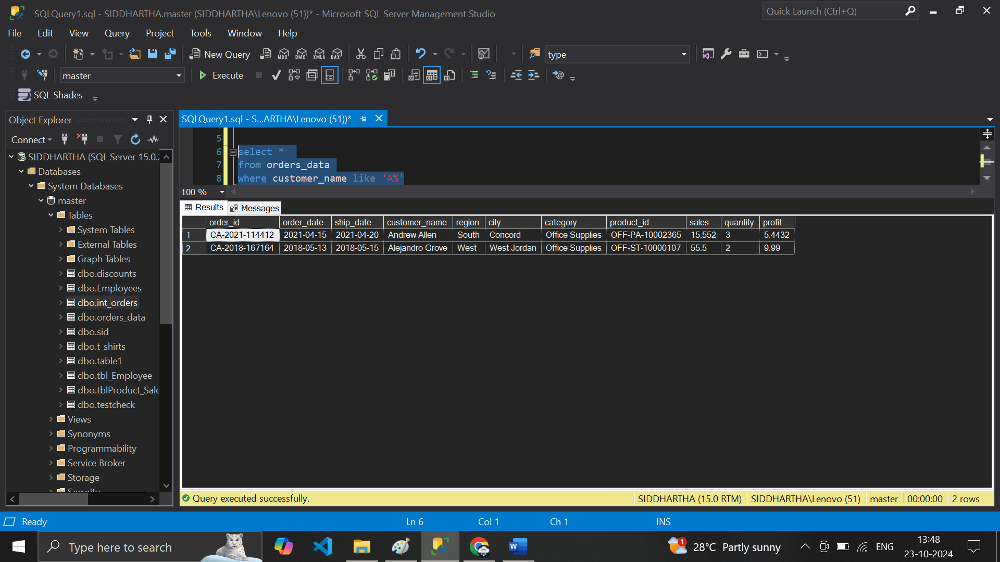 SQLQuery1.sql - SIDDHARTHA.master (SIDDHARTHA\Lenovo (51))* - Microsoft SQL Server Management Studio
Quick Launch (Ctrl+Q)
File Edit View Query Project Tools Window Help
New Query MDX DMX XMLA DAX type
master Execute
SQL Shades
Object Explorer
Connect
SIDDHARTHA (SQL Server 15.0.2
Databases
System Databases
master
Tables
System Tables
External Tables
Graph Tables
dbo.discounts
dbo.Employees
dbo.int_orders
dbo.orders_data
dbo.sid
dbo.t_shirts
dbo.table1
dbo.tbl_Employee
dbo.tblProduct_Sale
dbo.testcheck
Views
Synonyms
Programmability
Service Broker
Storage
Security
SQLQuery1.sql - S...ARTHA\Lenovo (51))*
5
6 select *
7 from orders_data
8 where customer_name like 'A%'
100 %
Results Messages
order_id order_date ship_date customer_name region city category product_id sales quantity profit
1 CA-2021-114412 2021-04-15 2021-04-20 Andrew Allen South Concord Office Supplies OFF-PA-10002365 15.552 3 5.4432
2 CA-2018-167164 2018-05-13 2018-05-15 Alejandro Grove West West Jordan Office Supplies OFF-ST-10000107 55.5 2 9.99
Query executed successfully. SIDDHARTHA (15.0 RTM) SIDDHARTHA\Lenovo (51) master 00:00:00 2 rows
Ready Ln 6 Col 1 Ch 1 INS
Type here to search
1 28°C Partly sunny ENG
13:48
23-10-2024